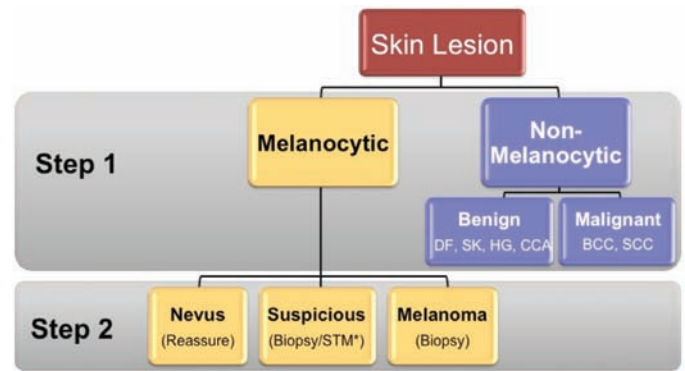 Skin Lesion
Step 1
Melanocytic
Non-
Melanocytic
Benign
DF, SK, HG, CCA
Malignant
BCC, SCC
Step 2
Nevus
(Reassure)
Suspicious
(Biopsy/STM*)
Melanoma
(Biopsy)